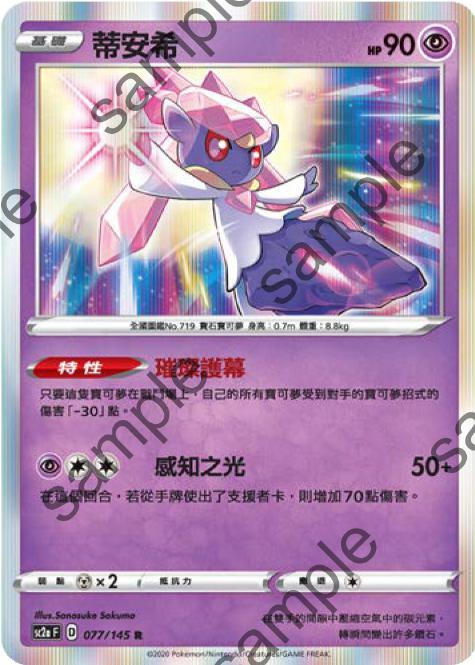 基礎 蒂安希 HP 90
sample
全國圖鑑No.719 寶石寶可夢 身高：0.7m 體重：8.8kg
特性 璀璨護幕
只要這隻寶可夢在戰鬥場上，自己的所有寶可夢受到對手的寶可夢招式的
傷害「-30」點。
感知之光 50+
在這個回合，若從手牌使出了支援者卡，則增加70點傷害。
弱點 ×2 抵抗力 撤退
Illus.Sanosuke Sakuma
在雙手的間隙中壓縮空氣中的碳元素，
sc2a F D 077/145 R
轉瞬間變出許多鑽石。
©2020 Pokémon/Nintendo/Creatures/GAME FREAK.
sample
sample
sample
sample
sample